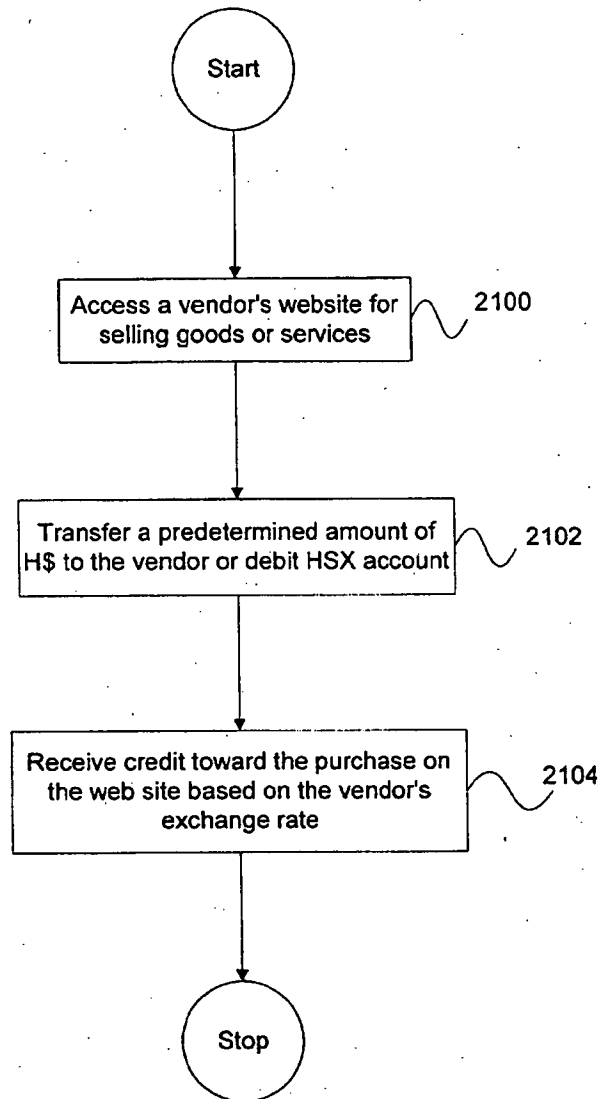 Start
Access a vendor's website for
selling goods or services
2100
Transfer a predetermined amount of
H$ to the vendor or debit HSX account
2102
Receive credit toward the purchase on
the web site based on the vendor's
exchange rate
2104
Stop